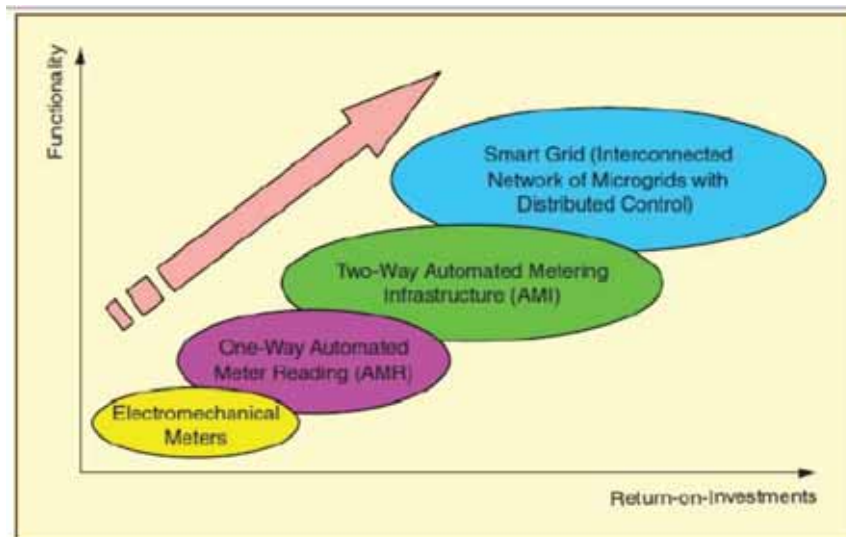 Functionality
Smart Grid (Interconnected
Network of Microgrids with
Distributed Control)
Two-Way Automated Metering
Infrastructure (AMI)
One-Way Automated
Meter Reading (AMR)
Electromechanical
Meters
Return-on-Investments